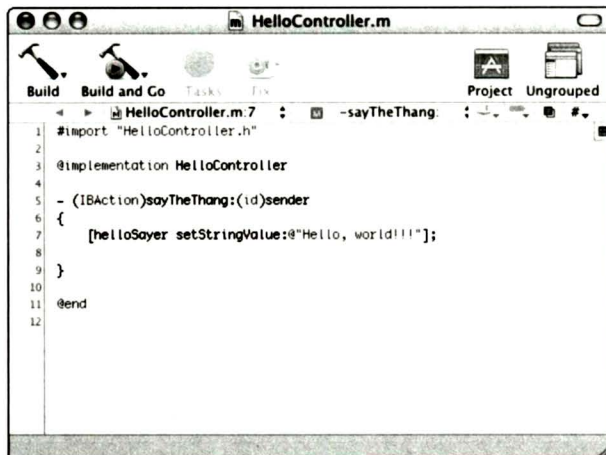 HelloController.m
Build Build and Go Tasks Fix Project Ungrouped
HelloController.m:7 -sayTheThang: #
1 #import "HelloController.h"
2
3 @implementation HelloController
4
5 - (IBAction)sayTheThang:(id)sender
6 {
7 [helloSayer setStringValue:@"Hello, world!!!"];
8
9 }
10
11 @end
12